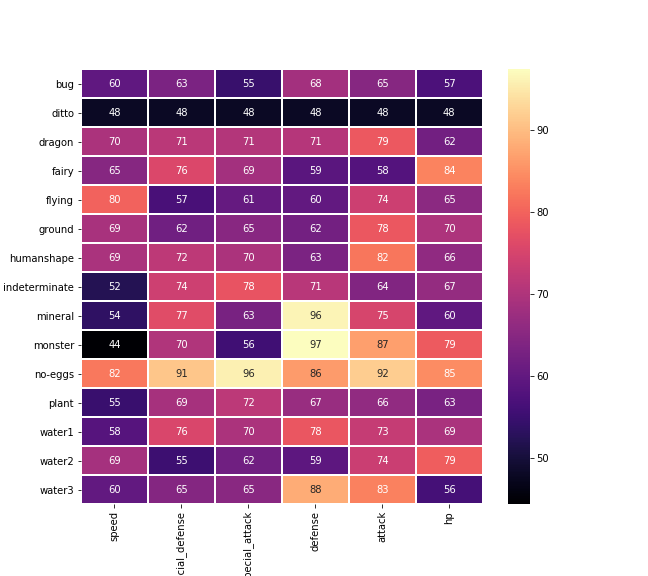 bug 60 63 55 68 65 57
ditto 48 48 48 48 48 48
dragon 70 71 71 71 79 62
fairy 65 76 69 59 58 84
flying 80 57 61 60 74 65
ground 69 62 65 62 78 70
humanshape 69 72 70 63 82 66
indeterminate 52 74 78 71 64 67
mineral 54 77 63 96 75 60
monster 44 70 56 97 87 79
no-eggs 82 91 96 86 92 85
plant 55 69 72 67 66 63
water1 58 76 70 78 73 69
water2 69 55 62 59 74 79
water3 60 65 65 88 83 56
speed
cial_defense
pecial_attack
defense
attack
hp
90
80
70
60
50